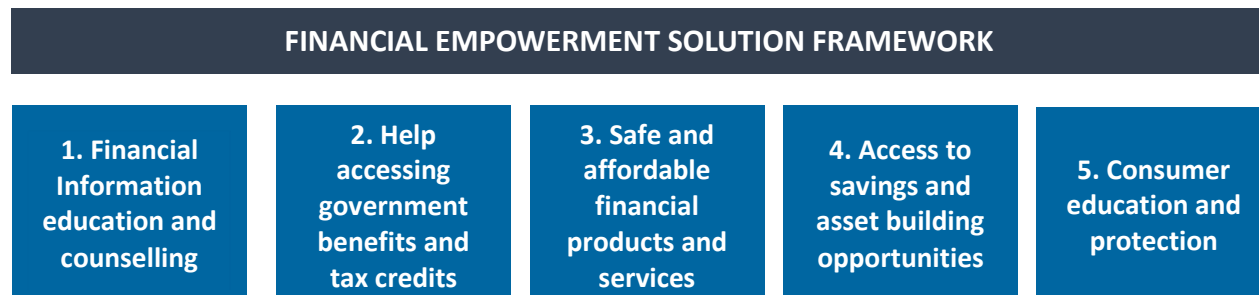 FINANCIAL EMPOWERMENT SOLUTION FRAMEWORK
1. Financial
Information
education and
counselling
2. Help
accessing
government
benefits and
tax credits
3. Safe and
affordable
financial
products and
services
4. Access to
savings and
asset building
opportunities
5. Consumer
education and
protection